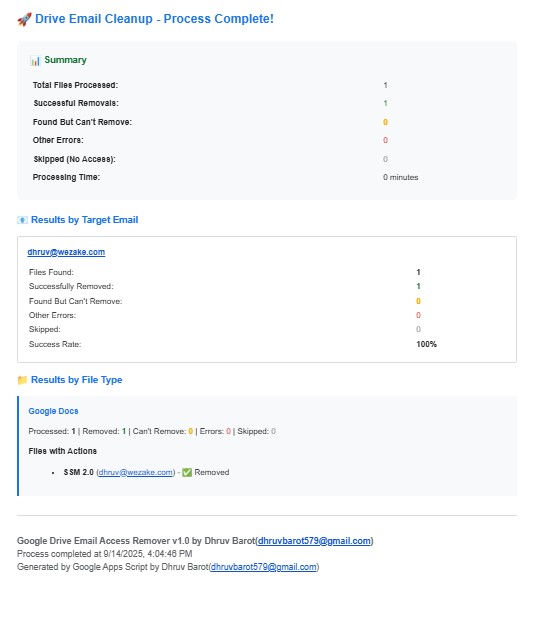 🚀 Drive Email Cleanup - Process Complete!
📊 Summary
Total Files Processed: 1
Successful Removals: 1
Found But Can't Remove: 0
Other Errors: 0
Skipped (No Access): 0
Processing Time: 0 minutes
📧 Results by Target Email
dhruv@wezake.com
Files Found: 1
Successfully Removed: 1
Found But Can't Remove: 0
Other Errors: 0
Skipped: 0
Success Rate: 100%
📁 Results by File Type
Google Docs
Processed: 1 | Removed: 1 | Can't Remove: 0 | Errors: 0 | Skipped: 0
Files with Actions
• SSM 2.0 (dhruv@wezake.com) - ✅ Removed
Google Drive Email Access Remover v1.0 by Dhruv Barot(dhruvbarot579@gmail.com)
Process completed at 9/14/2025, 4:04:46 PM
Generated by Google Apps Script by Dhruv Barot(dhruvbarot579@gmail.com)